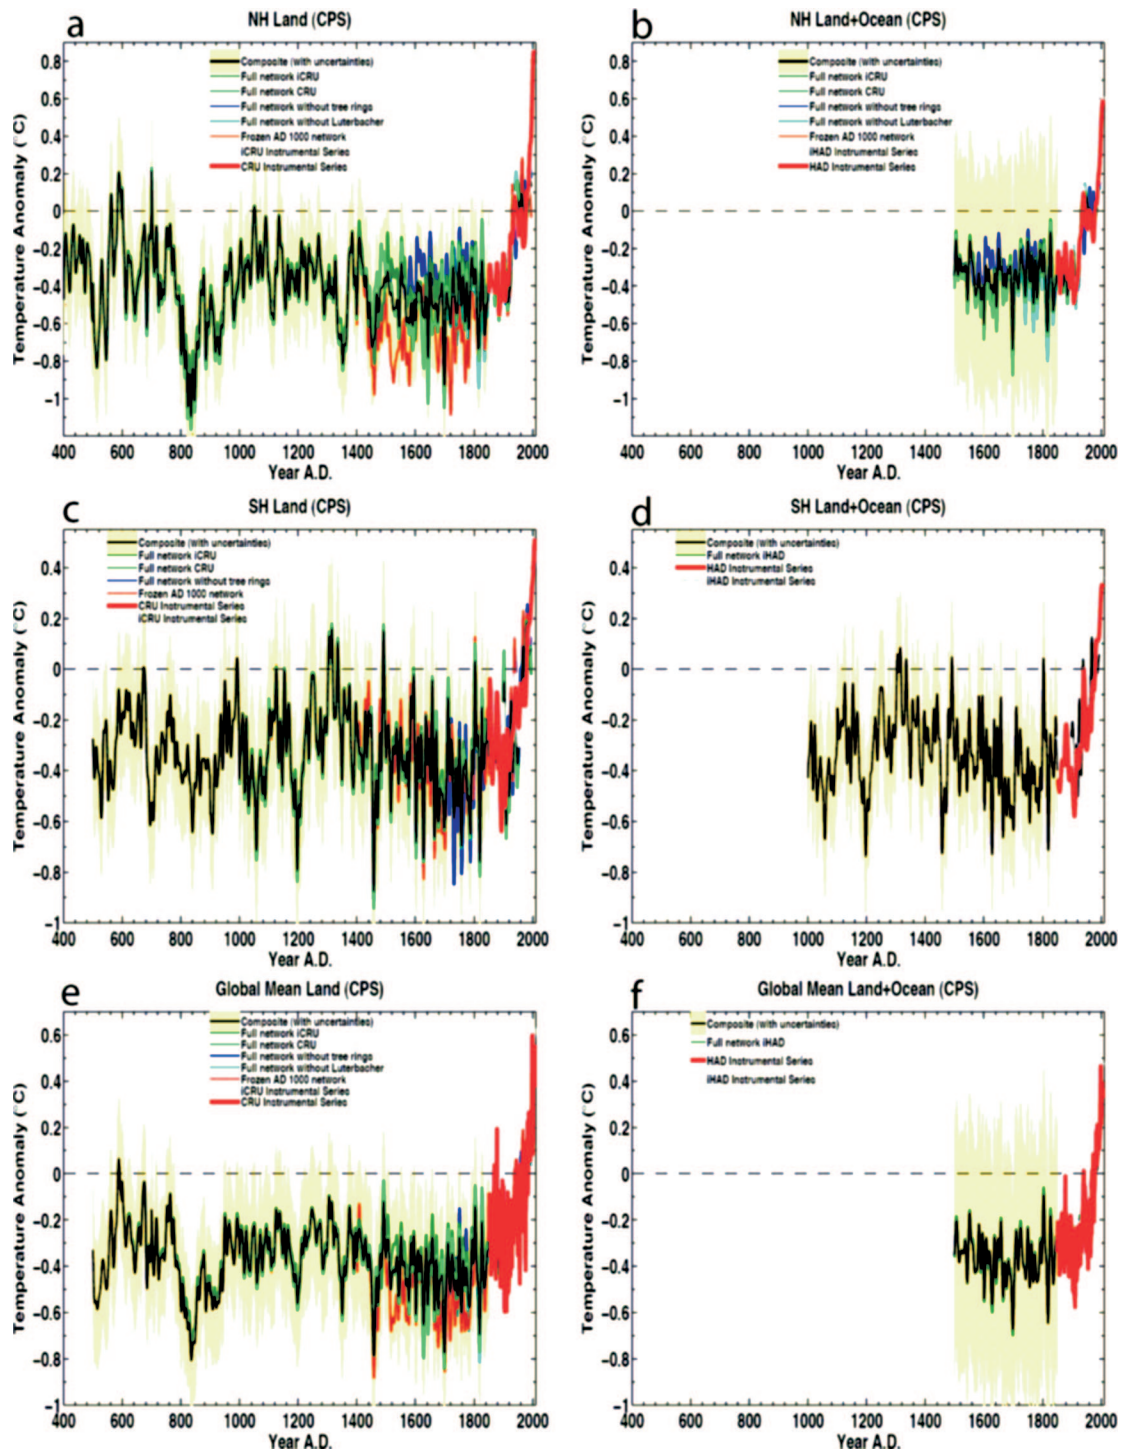 a
NH Land (CPS)
Composite (with uncertainties)
Full network iCRU
Full network CRU
Full network without tree rings
Full network without Luterbacher
Frozen AD 1000 network
iCRU Instrumental Series
CRU Instrumental Series
0.8
0.6
0.4
0.2
0
−0.2
−0.4
−0.6
−0.8
−1
Temperature Anomaly (°C)
400 600 800 1000 1200 1400 1600 1800 2000
Year A.D.
b
NH Land+Ocean (CPS)
Composite (with uncertainties)
Full network iCRU
Full network CRU
Full network without tree rings
Full network without Luterbacher
Frozen AD 1000 network
iHAD Instrumental Series
HAD Instrumental Series
0.8
0.6
0.4
0.2
0
−0.2
−0.4
−0.6
−0.8
−1
Temperature Anomaly (°C)
400 600 800 1000 1200 1400 1600 1800 2000
Year A.D.
c
SH Land (CPS)
Composite (with uncertainties)
Full network iCRU
Full network CRU
Full network without tree rings
Frozen AD 1000 network
CRU Instrumental Series
iCRU Instrumental Series
0.4
0.2
0
−0.2
−0.4
−0.6
−0.8
−1
Temperature Anomaly (°C)
400 600 800 1000 1200 1400 1600 1800 2000
Year A.D.
d
SH Land+Ocean (CPS)
Composite (with uncertainties)
Full network iHAD
HAD Instrumental Series
iHAD Instrumental Series
0.4
0.2
0
−0.2
−0.4
−0.6
−0.8
−1
Temperature Anomaly (°C)
400 600 800 1000 1200 1400 1600 1800 2000
Year A.D.
e
Global Mean Land (CPS)
Composite (with uncertainties)
Full network iCRU
Full network CRU
Full network without tree rings
Full network without Luterbacher
Frozen AD 1000 network
iCRU Instrumental Series
CRU Instrumental Series
0.6
0.4
0.2
0
−0.2
−0.4
−0.6
−0.8
−1
Temperature Anomaly (°C)
400 600 800 1000 1200 1400 1600 1800 2000
Year A.D.
f
Global Mean Land+Ocean (CPS)
Composite (with uncertainties)
Full network iHAD
HAD Instrumental Series
iHAD Instrumental Series
0.6
0.4
0.2
0
−0.2
−0.4
−0.6
−0.8
−1
Temperature Anomaly (°C)
400 600 800 1000 1200 1400 1600 1800 2000
Year A.D.